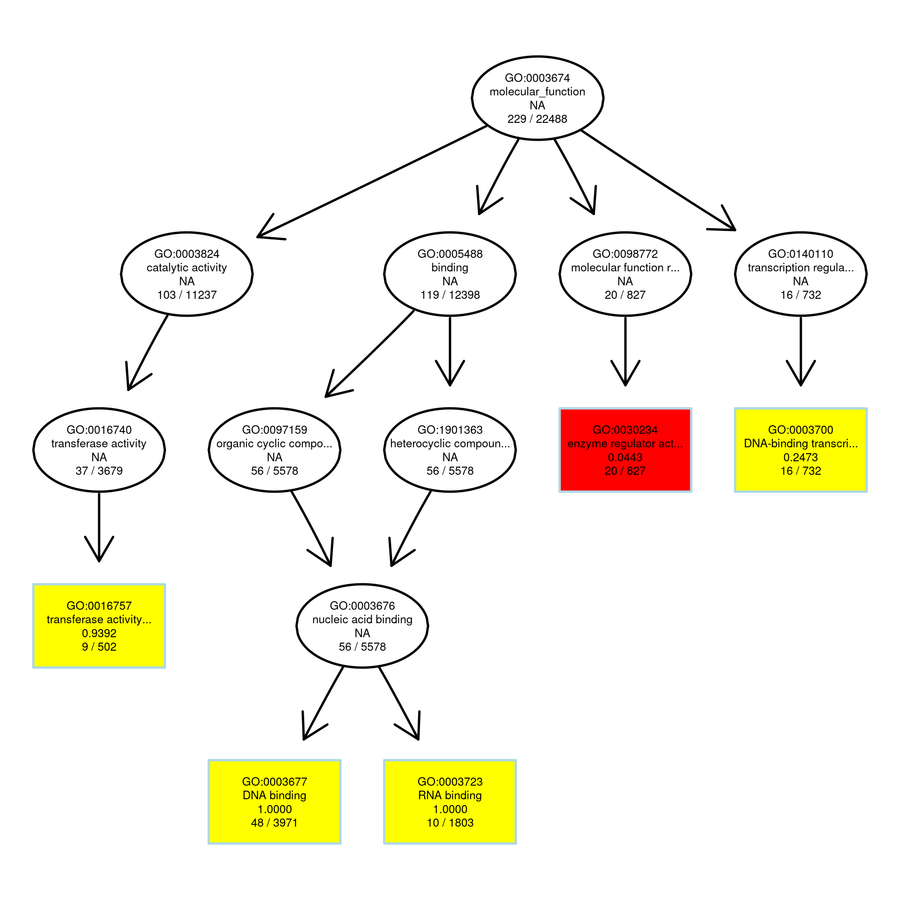 GO:0003674
molecular_function
NA
229 / 22488
GO:0003824
catalytic activity
NA
103 / 11237
GO:0005488
binding
NA
119 / 12398
GO:0098772
molecular function r...
NA
20 / 827
GO:0140110
transcription regula...
NA
16 / 732
GO:0016740
transferase activity
NA
37 / 3679
GO:0097159
organic cyclic compo...
NA
56 / 5578
GO:1901363
heterocyclic compoun...
NA
56 / 5578
GO:0030234
enzyme regulator act...
0.0443
20 / 827
GO:0003700
DNA-binding transcri...
0.2473
16 / 732
GO:0016757
transferase activity...
0.9392
9 / 502
GO:0003676
nucleic acid binding
NA
56 / 5578
GO:0003677
DNA binding
1.0000
48 / 3971
GO:0003723
RNA binding
1.0000
10 / 1803